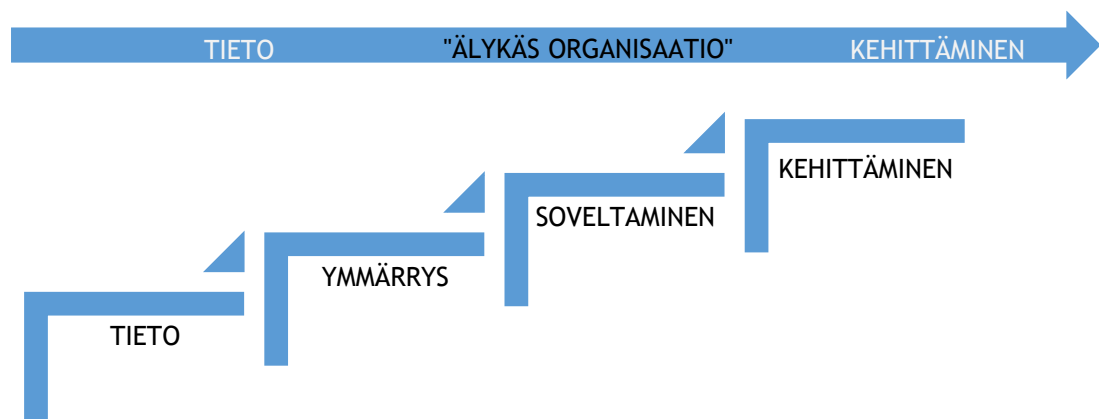 TIETO "ÄLYKÄS ORGANISAATIO" KEHITTÄMINEN
KEHITTÄMINEN
SOVELTAMINEN
YMMÄRRYS
TIETO